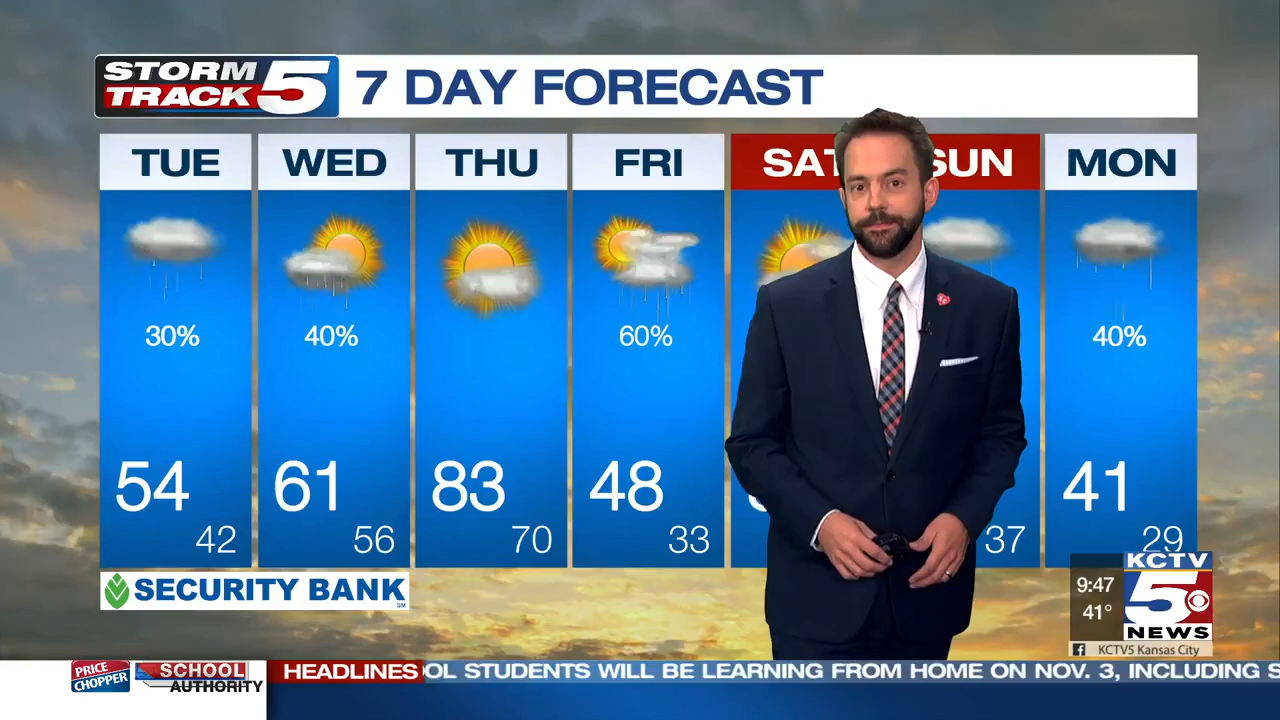 STORM TRACK 5
7 DAY FORECAST
TUE WED THU FRI SAT SUN MON
30% 40% 60% 40%
54 61 83 48 41
42 56 70 33 37 29
SECURITY BANK
SM
KCTV
5
NEWS
9:47
41°
KCTV5 Kansas City
PRICE CHOPPER
SCHOOL AUTHORITY
HEADLINES OL STUDENTS WILL BE LEARNING FROM HOME ON NOV. 3, INCLUDING S